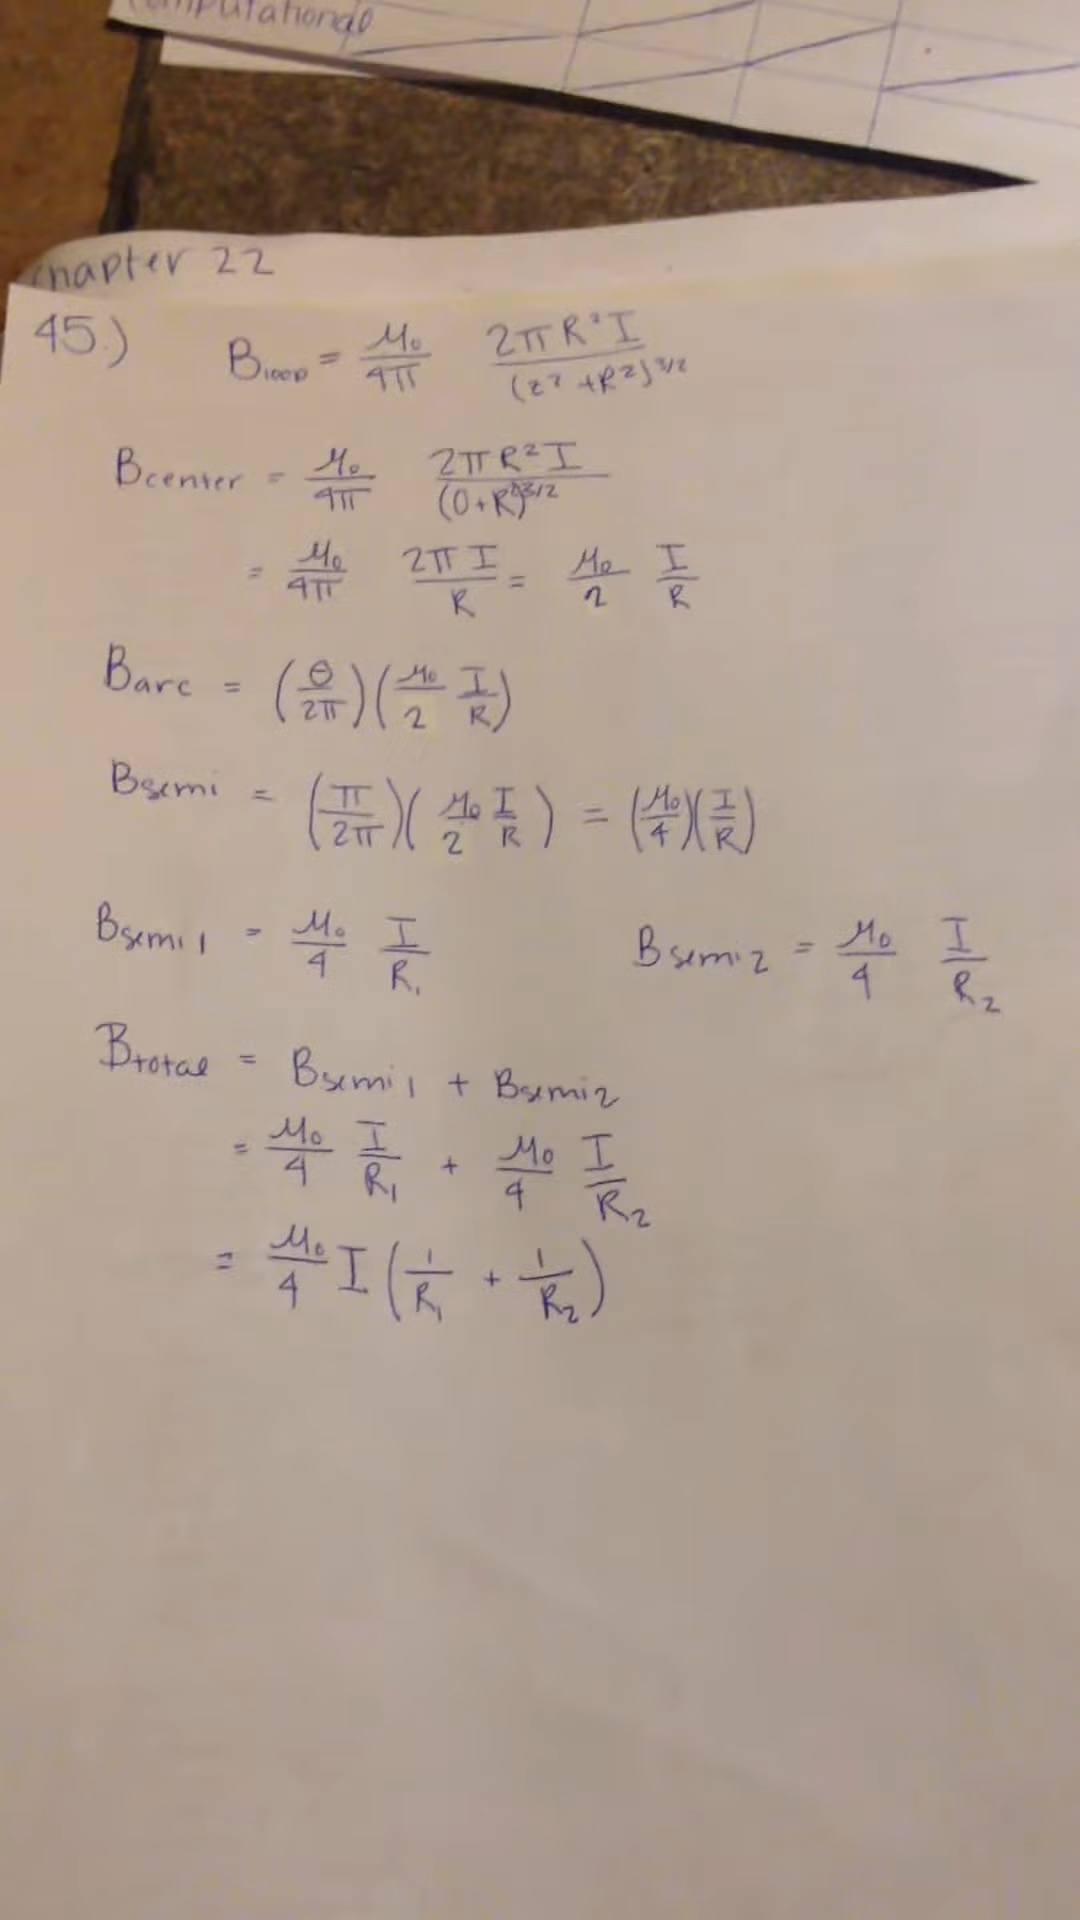 computational
Chapter 22
45.) B_loop = μ₀/4π 2πR²I/(z² + R²)^3/2
B_center = μ₀/4π 2πR²I/(0+R²)^3/2
= μ₀/4π 2πI/R = μ₀/2 I/R
B_arc = (θ/2π)(μ₀/2 I/R)
B_semi = (π/2π)(μ₀/2 I/R) = (μ₀/4)(I/R)
B_semi 1 = μ₀/4 I/R₁ B_semi 2 = μ₀/4 I/R₂
B_total = B_semi 1 + B_semi 2
= μ₀/4 I/R₁ + μ₀/4 I/R₂
= μ₀/4 I(1/R₁ + 1/R₂)